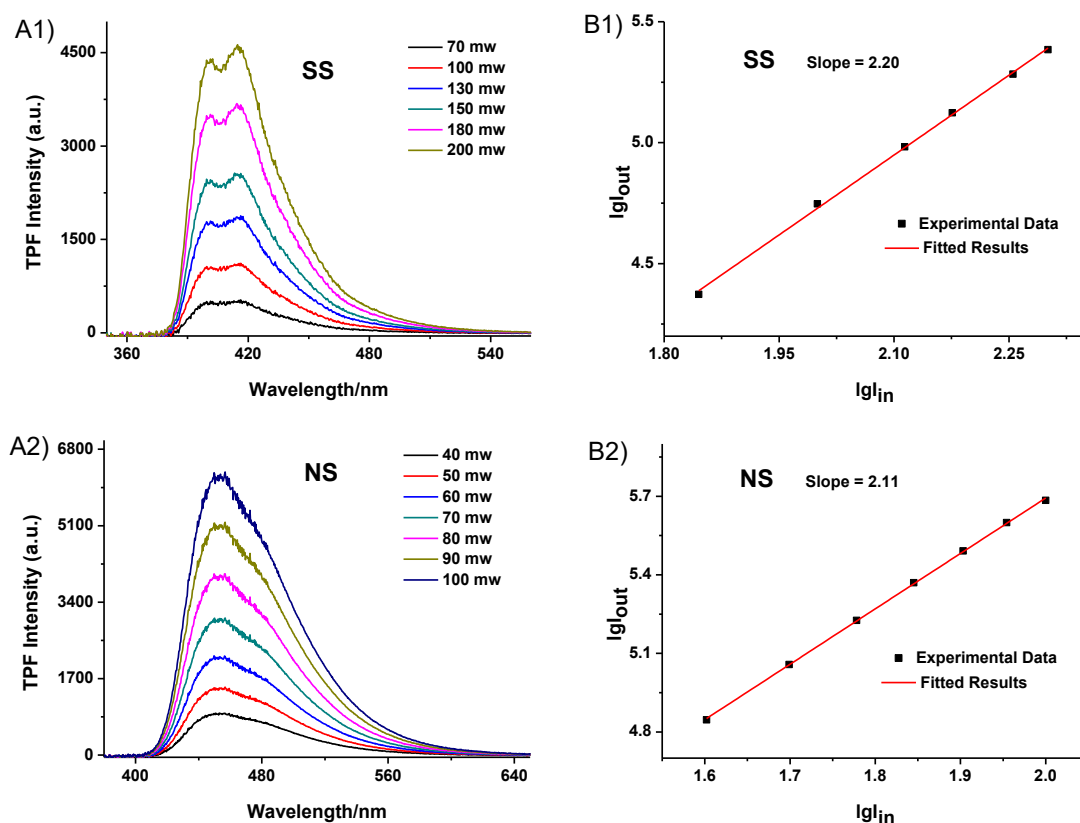 A1)
SS
70 mw
100 mw
130 mw
150 mw
180 mw
200 mw
4500
3000
1500
0
TPF Intensity (a.u.)
360
420
480
540
Wavelength/nm
B1)
SS
Slope = 2.20
5.5
5.0
4.5
lgIout
Experimental Data
Fitted Results
1.80
1.95
2.10
2.25
lgIin
A2)
NS
40 mw
50 mw
60 mw
70 mw
80 mw
90 mw
100 mw
6800
5100
3400
1700
0
TPF Intensity (a.u.)
400
480
560
640
Wavelength/nm
B2)
NS
Slope = 2.11
5.7
5.4
5.1
4.8
lgIout
Experimental Data
Fitted Results
1.6
1.7
1.8
1.9
2.0
lgIin